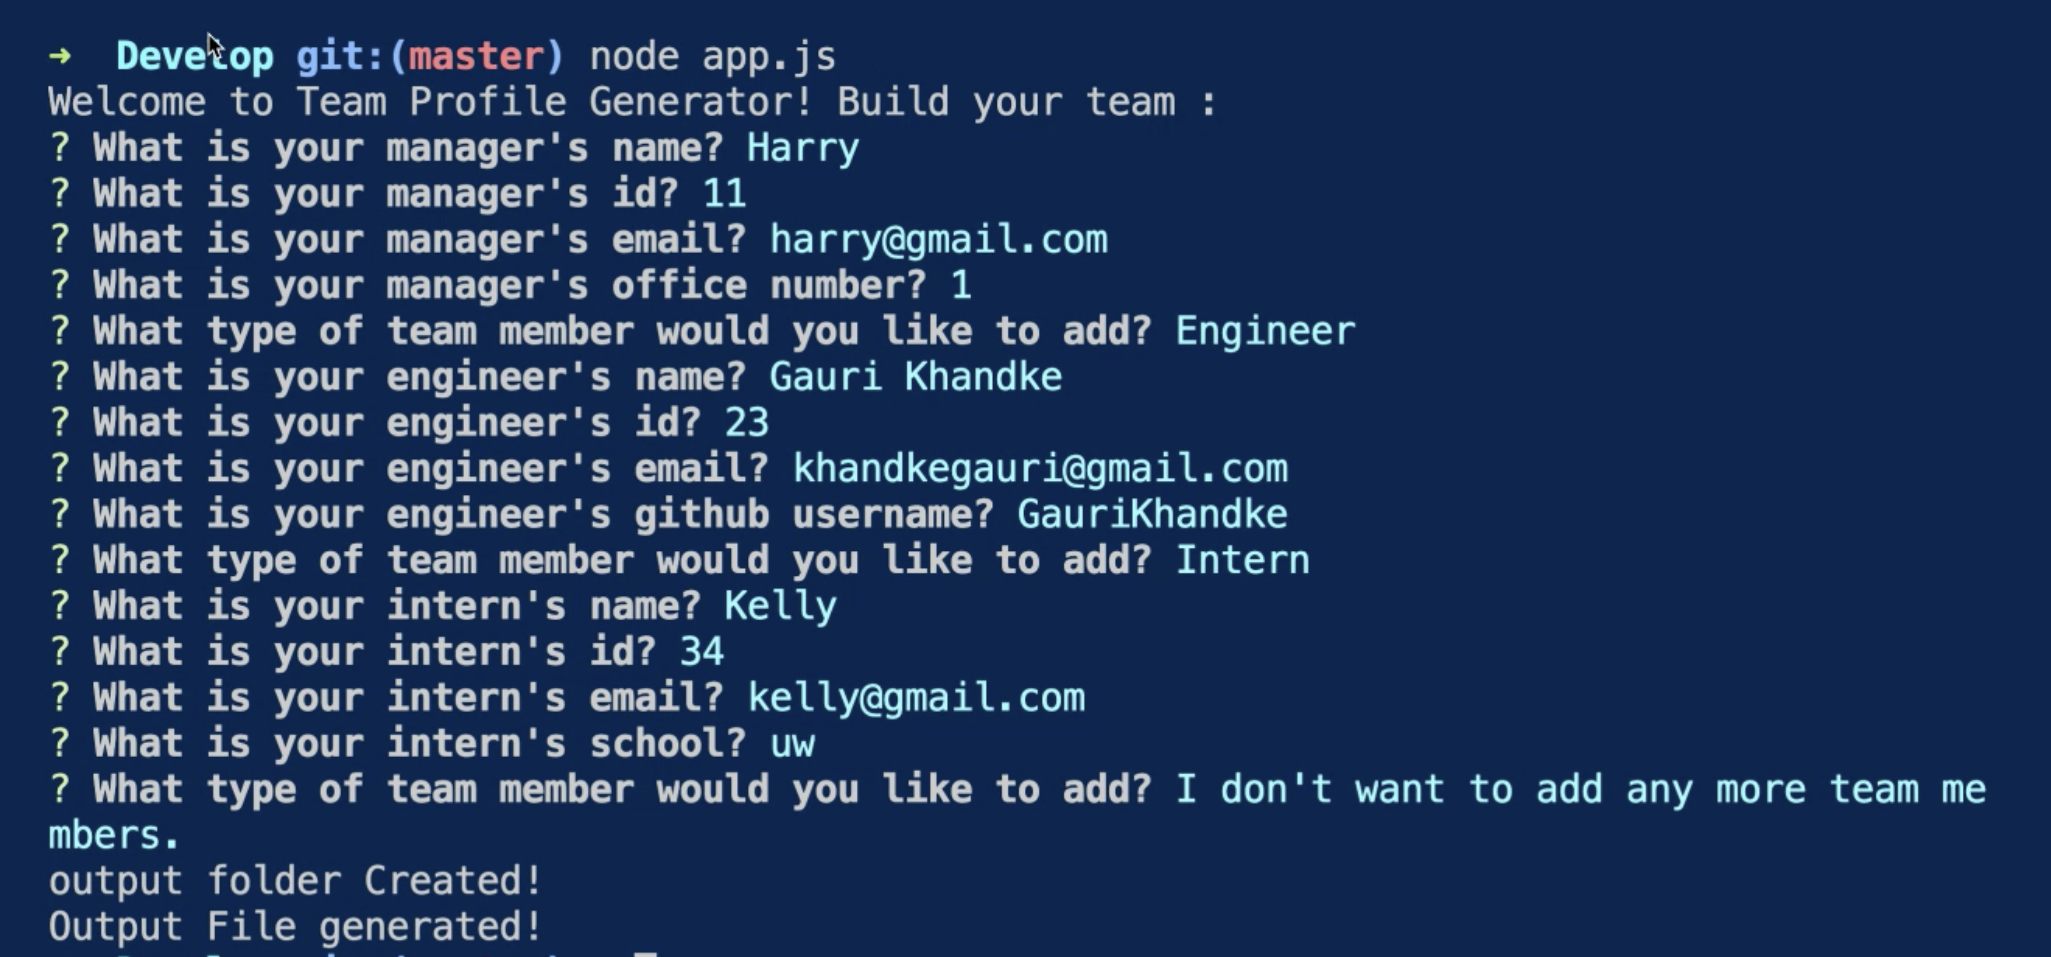 ➜ Develop git:(master) node app.js
Welcome to Team Profile Generator! Build your team :
? What is your manager's name? Harry
? What is your manager's id? 11
? What is your manager's email? harry@gmail.com
? What is your manager's office number? 1
? What type of team member would you like to add? Engineer
? What is your engineer's name? Gauri Khandke
? What is your engineer's id? 23
? What is your engineer's email? khandkegauri@gmail.com
? What is your engineer's github username? GauriKhandke
? What type of team member would you like to add? Intern
? What is your intern's name? Kelly
? What is your intern's id? 34
? What is your intern's email? kelly@gmail.com
? What is your intern's school? uw
? What type of team member would you like to add? I don't want to add any more team me
mbers.
output folder Created!
Output File generated!